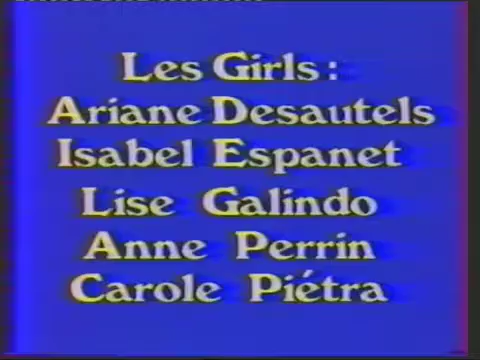 Les Girls :
Ariane Desautels
Isabel Espanet
Lise Galindo
Anne Perrin
Carole Piétra